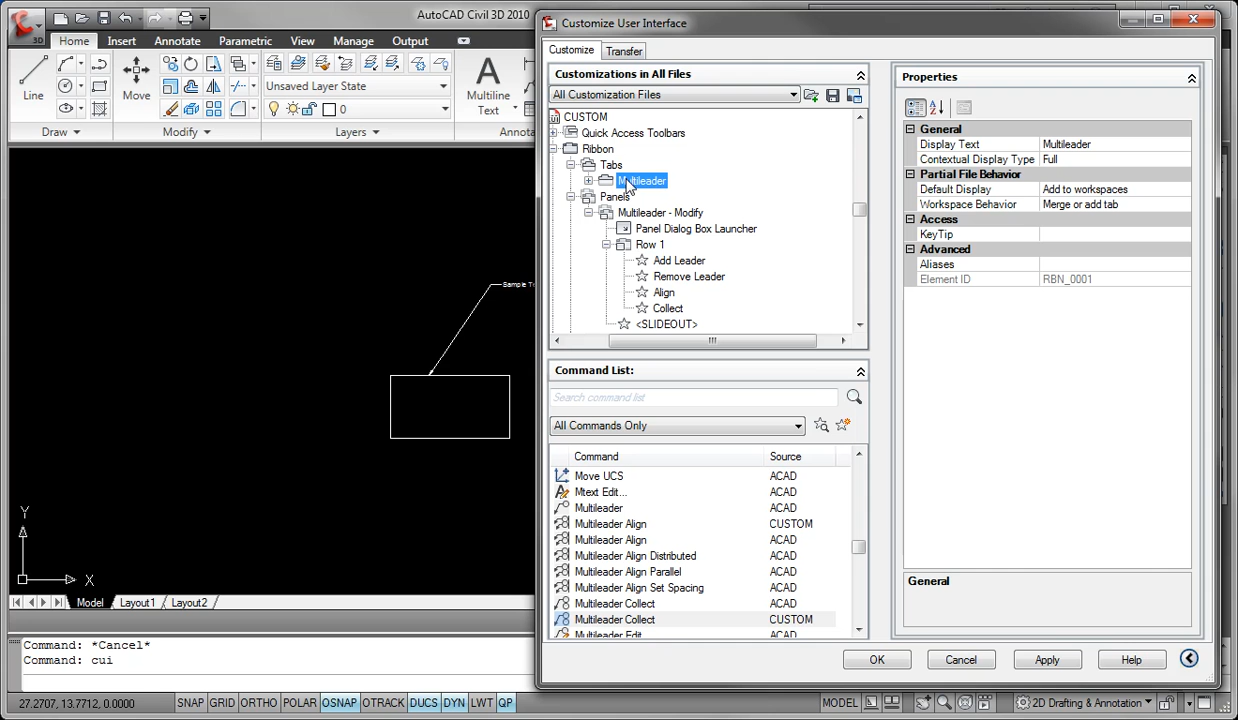 AutoCAD Civil 3D 2010
3D
Home Insert Annotate Parametric View Manage Output
Line
Move
Unsaved Layer State
0
Multiline
Text
Draw Modify Layers
Sample
Y
X
Model Layout1 Layout2
Command: *Cancel*
Command: cui
27.2707, 13.7712, 0.0000
SNAP GRID ORTHO POLAR OSNAP OTRACK DUCS DYN LWT QP
MODEL
2D Drafting & Annotation
Customize User Interface
Customize Transfer
Customizations in All Files
All Customization Files
CUSTOM
Quick Access Toolbars
Ribbon
Tabs
Multileader
Panels
Multileader - Modify
Panel Dialog Box Launcher
Row 1
Add Leader
Remove Leader
Align
Collect
<SLIDEOUT>
Command List:
Search command list
All Commands Only
Command Source
Move UCS ACAD
Mtext Edit... ACAD
Multileader ACAD
Multileader Align CUSTOM
Multileader Align ACAD
Multileader Align Distributed ACAD
Multileader Align Parallel ACAD
Multileader Align Set Spacing ACAD
Multileader Collect ACAD
Multileader Collect CUSTOM
Multileader Edit ACAD
Properties
General
Display Text Multileader
Contextual Display Type Full
Partial File Behavior
Default Display Add to workspaces
Workspace Behavior Merge or add tab
Access
KeyTip
Advanced
Aliases
Element ID RBN_0001
General
OK Cancel Apply Help